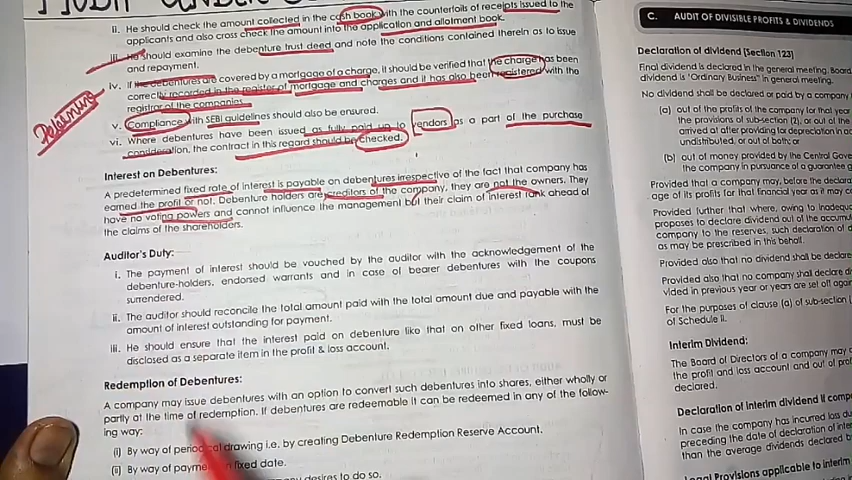 ii. He should check the amount collected in the cash book with the counterfoils of receipts issued to the
applicants and also cross check the amount into the application and allotment book.
iii. He should examine the debenture trust deed and note the conditions contained therein as to issue
and repayment.
iv. If the debentures are covered by a mortgage of a charge, it should be verified that the charge has been
correctly recorded in the register of mortgage and charges and it has also been registered with the
registrar of the companies.
v. Compliance with SEBI guidelines should also be ensured.
vi. Where debentures have been issued as fully paid up to vendors as a part of the purchase
consideration, the contract in this regard should be checked.
Interest on Debentures:
A predetermined fixed rate of interest is payable on debentures irrespective of the fact that company has
earned the profit or not. Debenture holders are creditors of the company, they are not the owners. They
have no voting powers and cannot influence the management but their claim of interest rank ahead of
the claims of the shareholders.
Auditor's Duty:
i. The payment of interest should be vouched by the auditor with the acknowledgement of the
debenture-holders, endorsed warrants and in case of bearer debentures with the coupons
surrendered.
ii. The auditor should reconcile the total amount paid with the total amount due and payable with the
amount of interest outstanding for payment.
iii. He should ensure that the interest paid on debenture like that on other fixed loans, must be
disclosed as a separate item in the profit & loss account.
Redemption of Debentures:
A company may issue debentures with an option to convert such debentures into shares, either wholly or
partly at the time of redemption. If debentures are redeemable it can be redeemed in any of the follow-
ing way:
(i) By way of periodical drawing i.e. by creating Debenture Redemption Reserve Account.
(ii) By way of payment fixed date.
desires to do so.
C. AUDIT OF DIVISIBLE PROFITS & DIVIDENDS
Declaration of dividend [Section 123]
Final dividend is declared in the general meeting. Board
dividend is 'Ordinary Business' in general meeting.
No dividend shall be declared or paid by a company
(a) out of the profits of the company for that year
the provisions of sub-section (2), or out of the
arrived at after providing for depreciation in ac
undistributed, or out of both; or
(b) out of money provided by the Central Gove
the company in pursuance of a guarantee
Provided that a company may, before the declara
age of its profits for that financial year as it may c
Provided further that where, owing to inadequa
proposes to declare dividend out of the accumul
company to the reserves, such declaration of d
as may be prescribed in this behalf.
Provided also that no dividend shall be declare
Provided also that no company shall declare di
vided in previous year or years are set off again
For the purposes of clause (a) of sub-section (
of Schedule II.
Interim Dividend:
The Board of Directors of a company may d
the profit and loss account and out of pro
declared.
Declaration of interim dividend if comp
In case the company has incurred loss du
preceding the date of declaration of inter
than the average dividends declared b
Legal Provisions applicable to interim